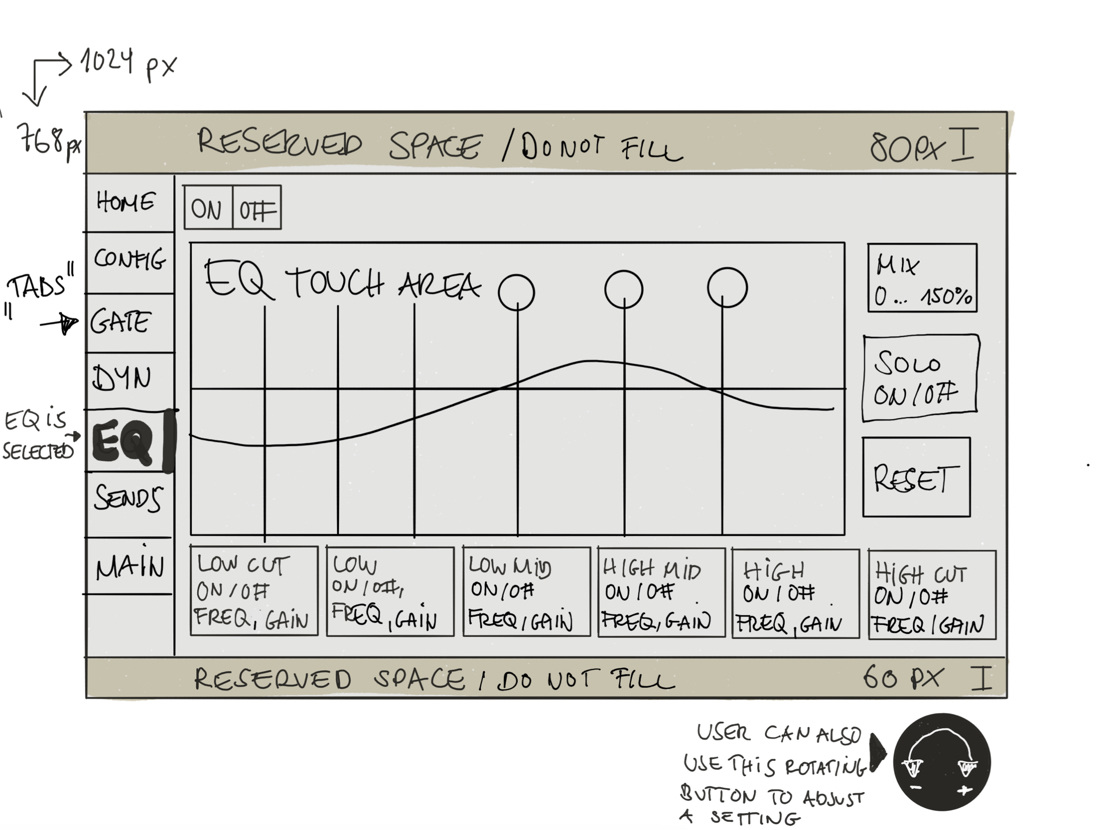 1024 px
768px
RESERVED SPACE / DO NOT FILL 80PX
HOME
CONFIG
"TABS"
GATE
DYN
EQ IS
SELECTED
EQ
SENDS
MAIN
ON OFF
EQ TOUCH AREA
MIX
0... 150%
SOLO
ON/OFF
RESET
LOW CUT
ON/OFF
FREQ, GAIN
LOW
ON/OFF,
FREQ, GAIN
LOW MID
ON/OFF
FREQ/GAIN
HIGH MID
ON/OFF
FREQ, GAIN
HIGH
ON/OFF
FREQ, GAIN
HIGH CUT
ON/OFF
FREQ/GAIN
RESERVED SPACE / DO NOT FILL 60 PX
USER CAN ALSO
USE THIS ROTATING
BUTTON TO ADJUST
A SETTING
- +